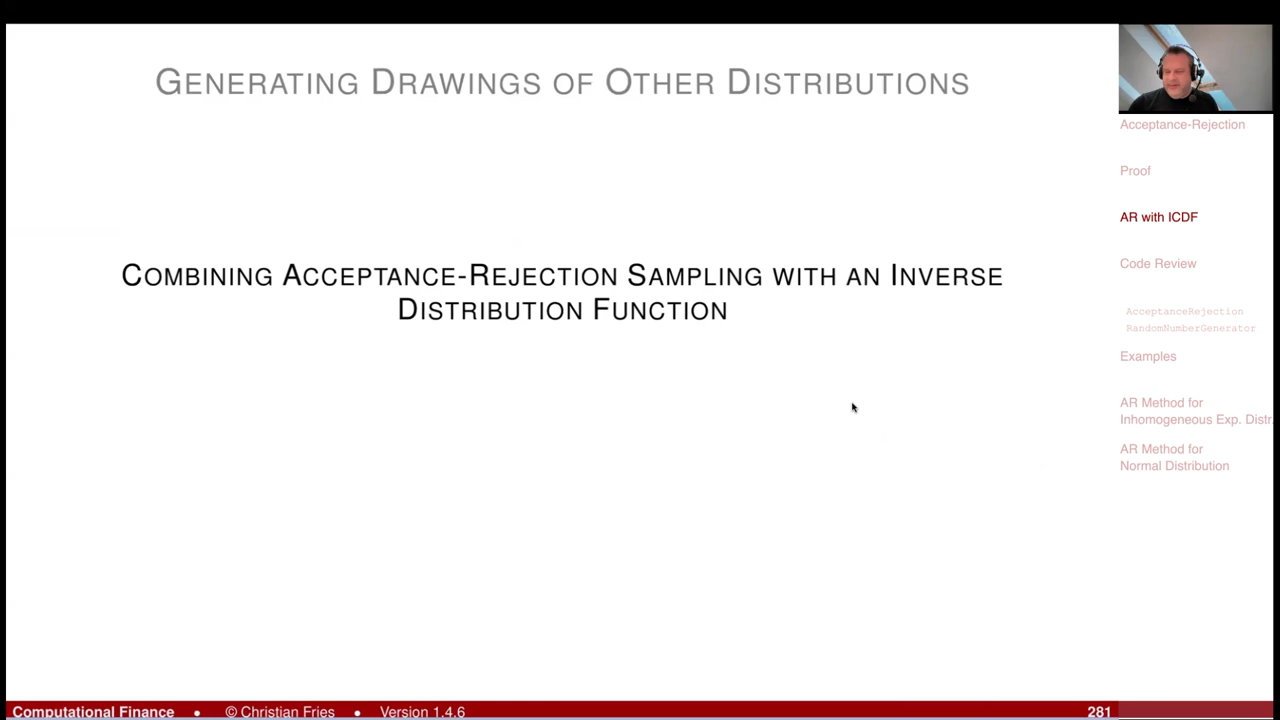 GENERATING DRAWINGS OF OTHER DISTRIBUTIONS
COMBINING ACCEPTANCE-REJECTION SAMPLING WITH AN INVERSE
DISTRIBUTION FUNCTION
Acceptance-Rejection
Proof
AR with ICDF
Code Review
AcceptanceRejection
RandomNumberGenerator
Examples
AR Method for
Inhomogeneous Exp. Distr.
AR Method for
Normal Distribution
Computational Finance • © Christian Fries • Version 1.4.6 281